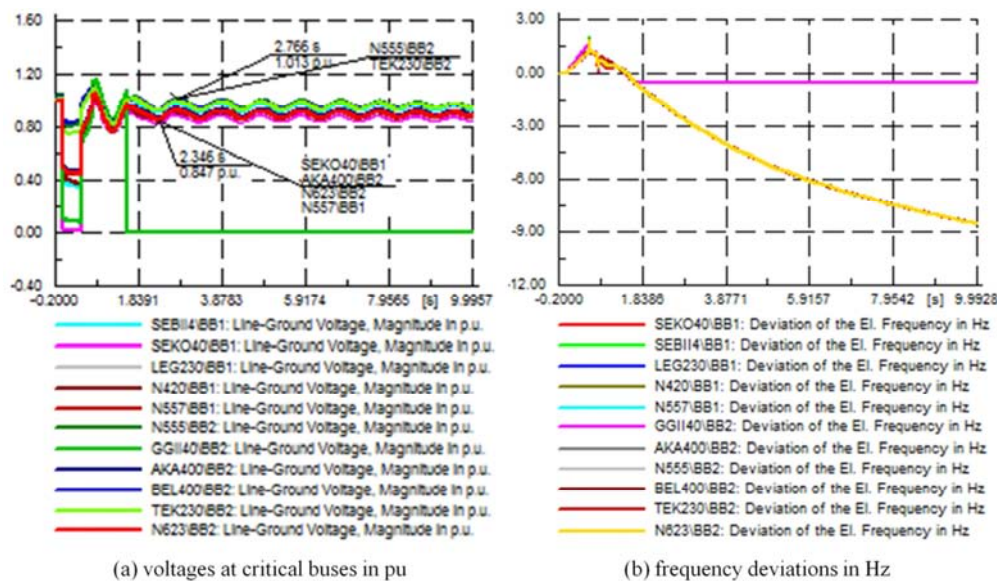 1.60
1.20
0.80
0.40
0.00
-0.40
-0.2000 1.8391 3.8783 5.9174 7.9565 [s] 9.9957
2.766 s
1.013 p.u.
N555\BB2
TEK230\BB2
2.346 s
0.847 p.u.
SEKO40\BB1
AKA400\BB2
N623\BB2
N557\BB1
SEBII4\BB1: Line-Ground Voltage, Magnitude in p.u.
SEKO40\BB1: Line-Ground Voltage, Magnitude in p.u.
LEG230\BB1: Line-Ground Voltage, Magnitude in p.u.
N420\BB1: Line-Ground Voltage, Magnitude in p.u.
N557\BB1: Line-Ground Voltage, Magnitude in p.u.
N555\BB2: Line-Ground Voltage, Magnitude in p.u.
GGII40\BB2: Line-Ground Voltage, Magnitude in p.u.
AKA400\BB2: Line-Ground Voltage, Magnitude in p.u.
BEL400\BB2: Line-Ground Voltage, Magnitude in p.u.
TEK230\BB2: Line-Ground Voltage, Magnitude in p.u.
N623\BB2: Line-Ground Voltage, Magnitude in p.u.
(a) voltages at critical buses in pu
3.00
0.00
-3.00
-6.00
-9.00
-12.00
-0.2000 1.8386 3.8771 5.9157 7.9542 [s] 9.9928
SEKO40\BB1: Deviation of the El. Frequency in Hz
SEBII4\BB1: Deviation of the El. Frequency in Hz
LEG230\BB1: Deviation of the El. Frequency in Hz
N420\BB1: Deviation of the El. Frequency in Hz
N557\BB1: Deviation of the El. Frequency in Hz
GGII40\BB2: Deviation of the El. Frequency in Hz
AKA400\BB2: Deviation of the El. Frequency in Hz
N555\BB2: Deviation of the El. Frequency in Hz
BEL400\BB2: Deviation of the El. Frequency in Hz
TEK230\BB2: Deviation of the El. Frequency in Hz
N623\BB2: Deviation of the El. Frequency in Hz
(b) frequency deviations in Hz